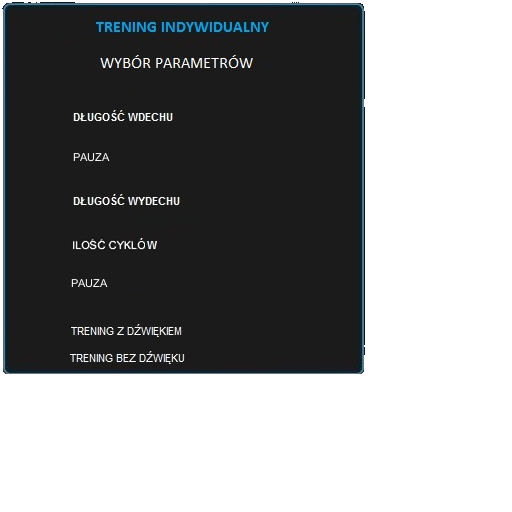 TRENING INDYWIDUALNY
WYBÓR PARAMETRÓW
DŁUGOŚĆ WDECHU
PAUZA
DŁUGOŚĆ WYDECHU
ILOŚĆ CYKLÓW
PAUZA
TRENING Z DŹWIĘKIEM
TRENING BEZ DŹWIĘKU